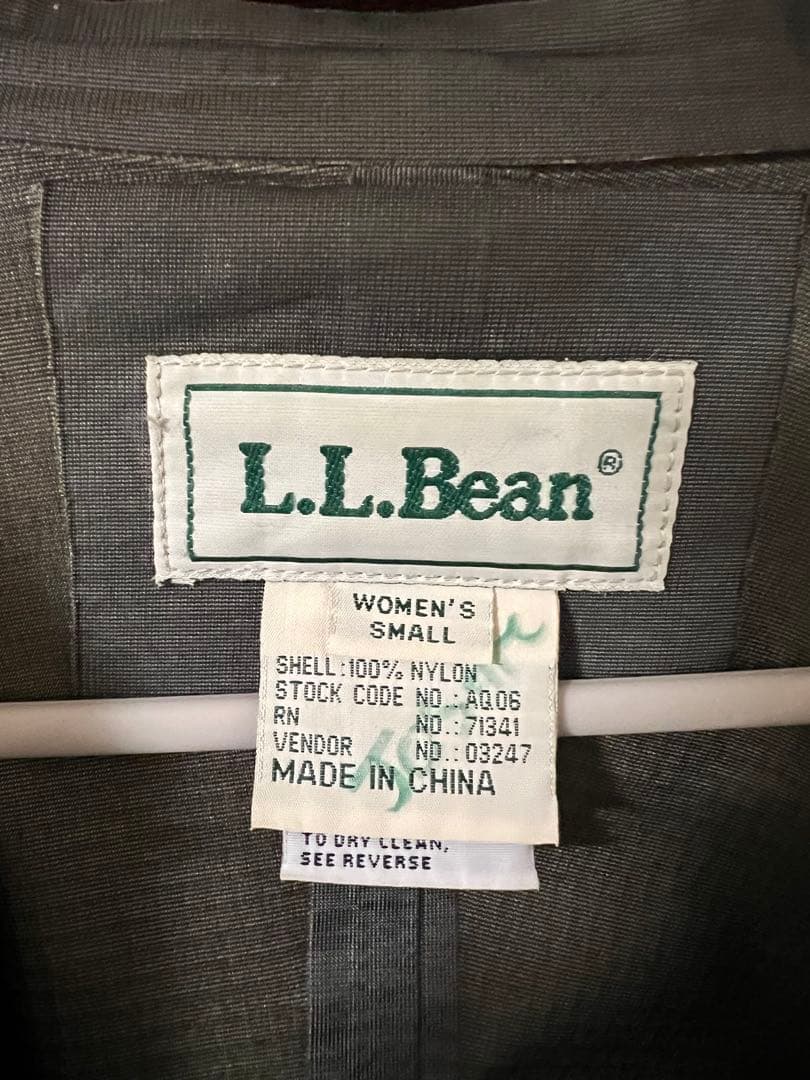 L.L.Bean®
WOMEN'S
SMALL
SHELL:100% NYLON
STOCK CODE NO.: AQ06
RN NO.: 71341
VENDOR NO.: 03247
MADE IN CHINA
TO DRY CLEAN,
SEE REVERSE